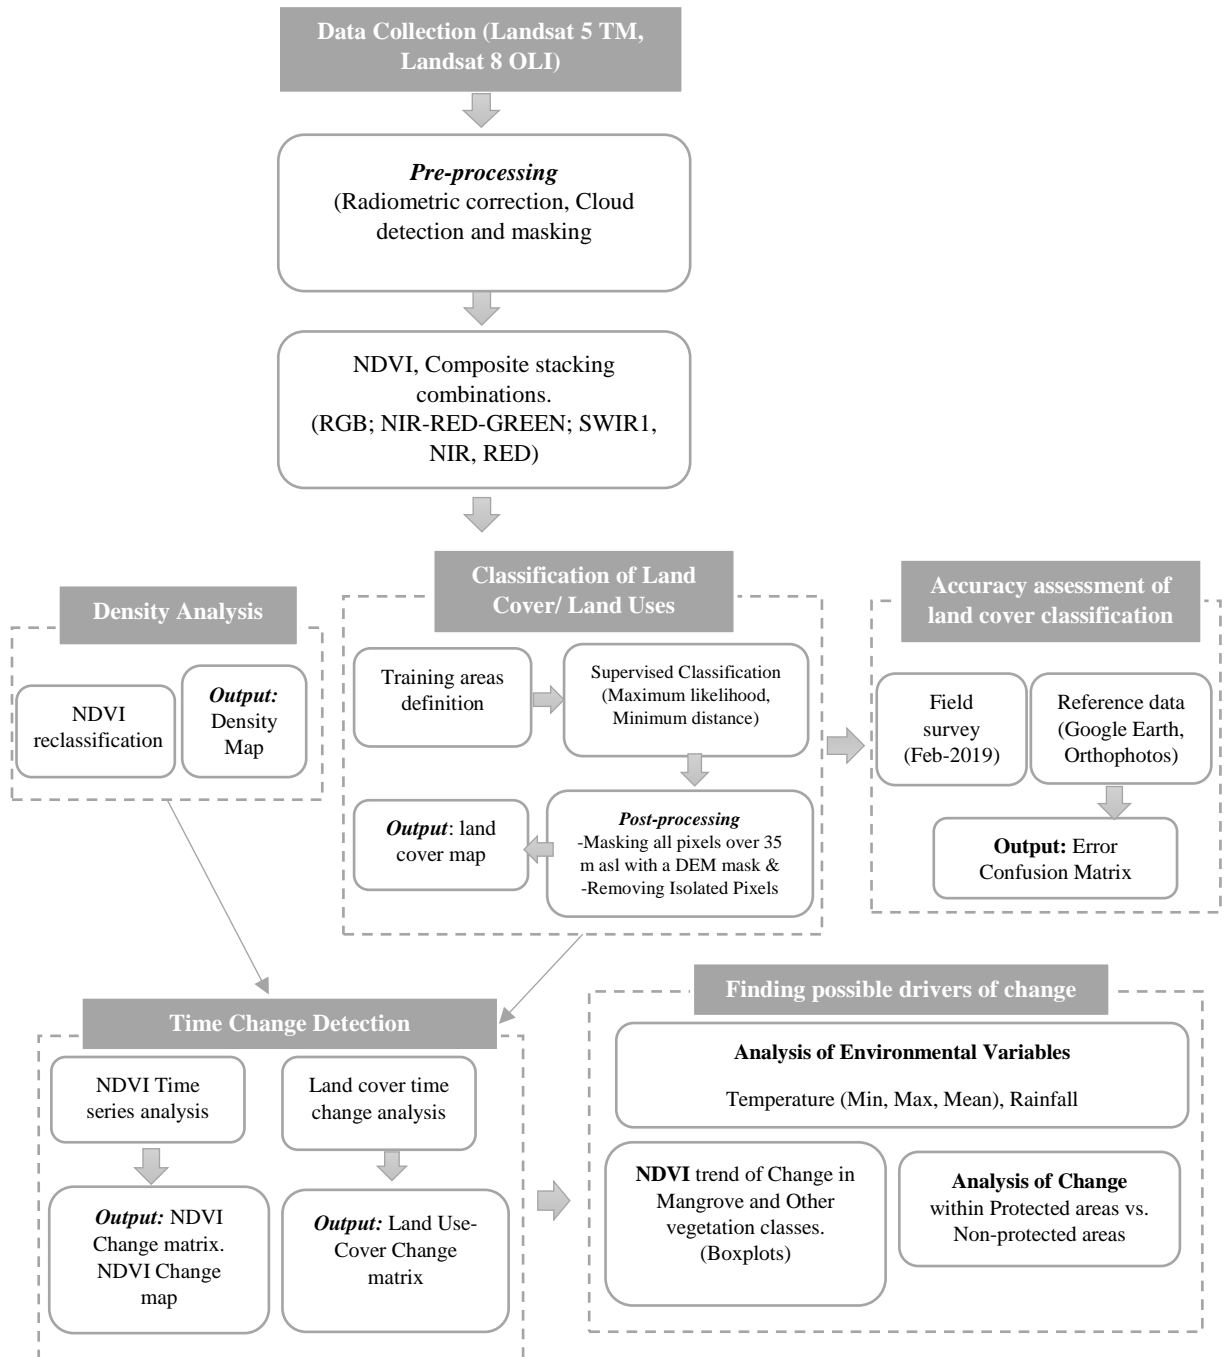 Data Collection (Landsat 5 TM,
Landsat 8 OLI)
Pre-processing
(Radiometric correction, Cloud
detection and masking
NDVI, Composite stacking
combinations.
(RGB; NIR-RED-GREEN; SWIR1,
NIR, RED)
Density Analysis
NDVI
reclassification
Output:
Density
Map
Classification of Land
Cover/ Land Uses
Training areas
definition
Supervised Classification
(Maximum likelihood,
Minimum distance)
Output: land
cover map
Post-processing
-Masking all pixels over 35
m asl with a DEM mask &
-Removing Isolated Pixels
Accuracy assessment of
land cover classification
Field
survey
(Feb-2019)
Reference data
(Google Earth,
Orthophotos)
Output: Error
Confusion Matrix
Time Change Detection
NDVI Time
series analysis
Land cover time
change analysis
Output: NDVI
Change matrix.
NDVI Change
map
Output: Land Use-
Cover Change
matrix
Finding possible drivers of change
Analysis of Environmental Variables
Temperature (Min, Max, Mean), Rainfall
NDVI trend of Change in
Mangrove and Other
vegetation classes.
(Boxplots)
Analysis of Change
within Protected areas vs.
Non-protected areas